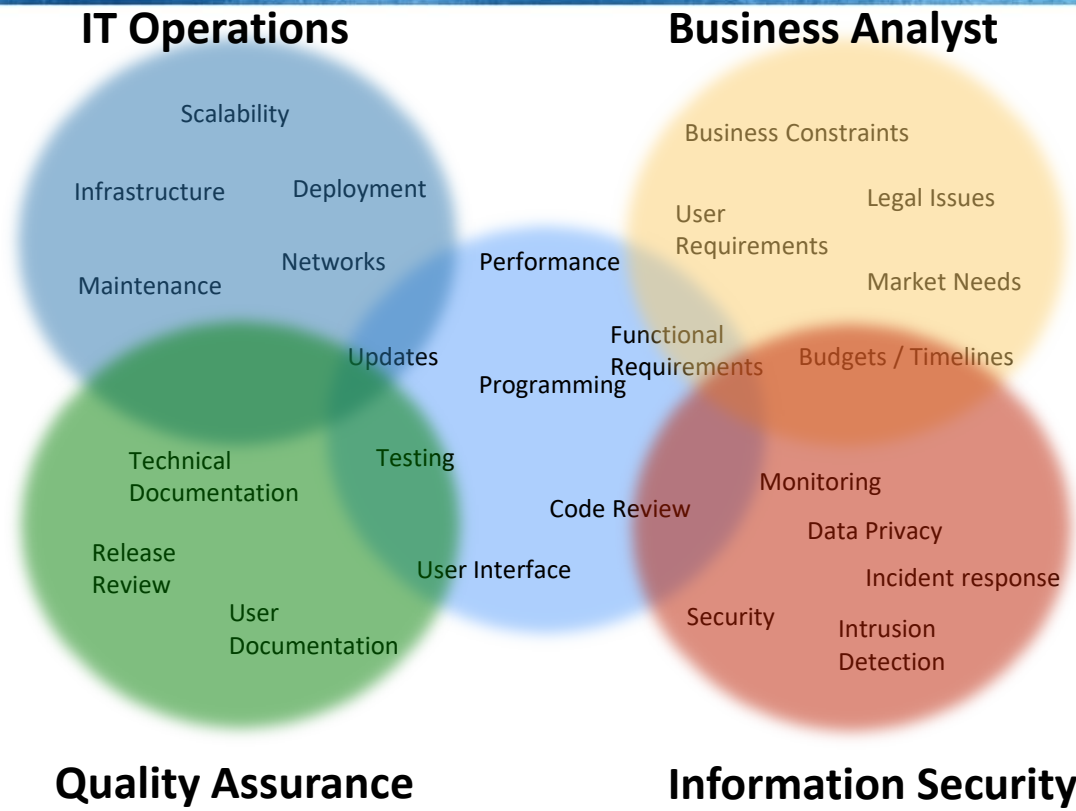 IT Operations
Business Analyst
Scalability
Business Constraints
Infrastructure
Deployment
Legal Issues
User
Requirements
Networks
Performance
Maintenance
Market Needs
Functional
Requirements
Updates
Budgets / Timelines
Programming
Technical
Documentation
Testing
Monitoring
Code Review
Data Privacy
Release
Review
User Interface
Incident response
User
Documentation
Security
Intrusion
Detection
Quality Assurance
Information Security